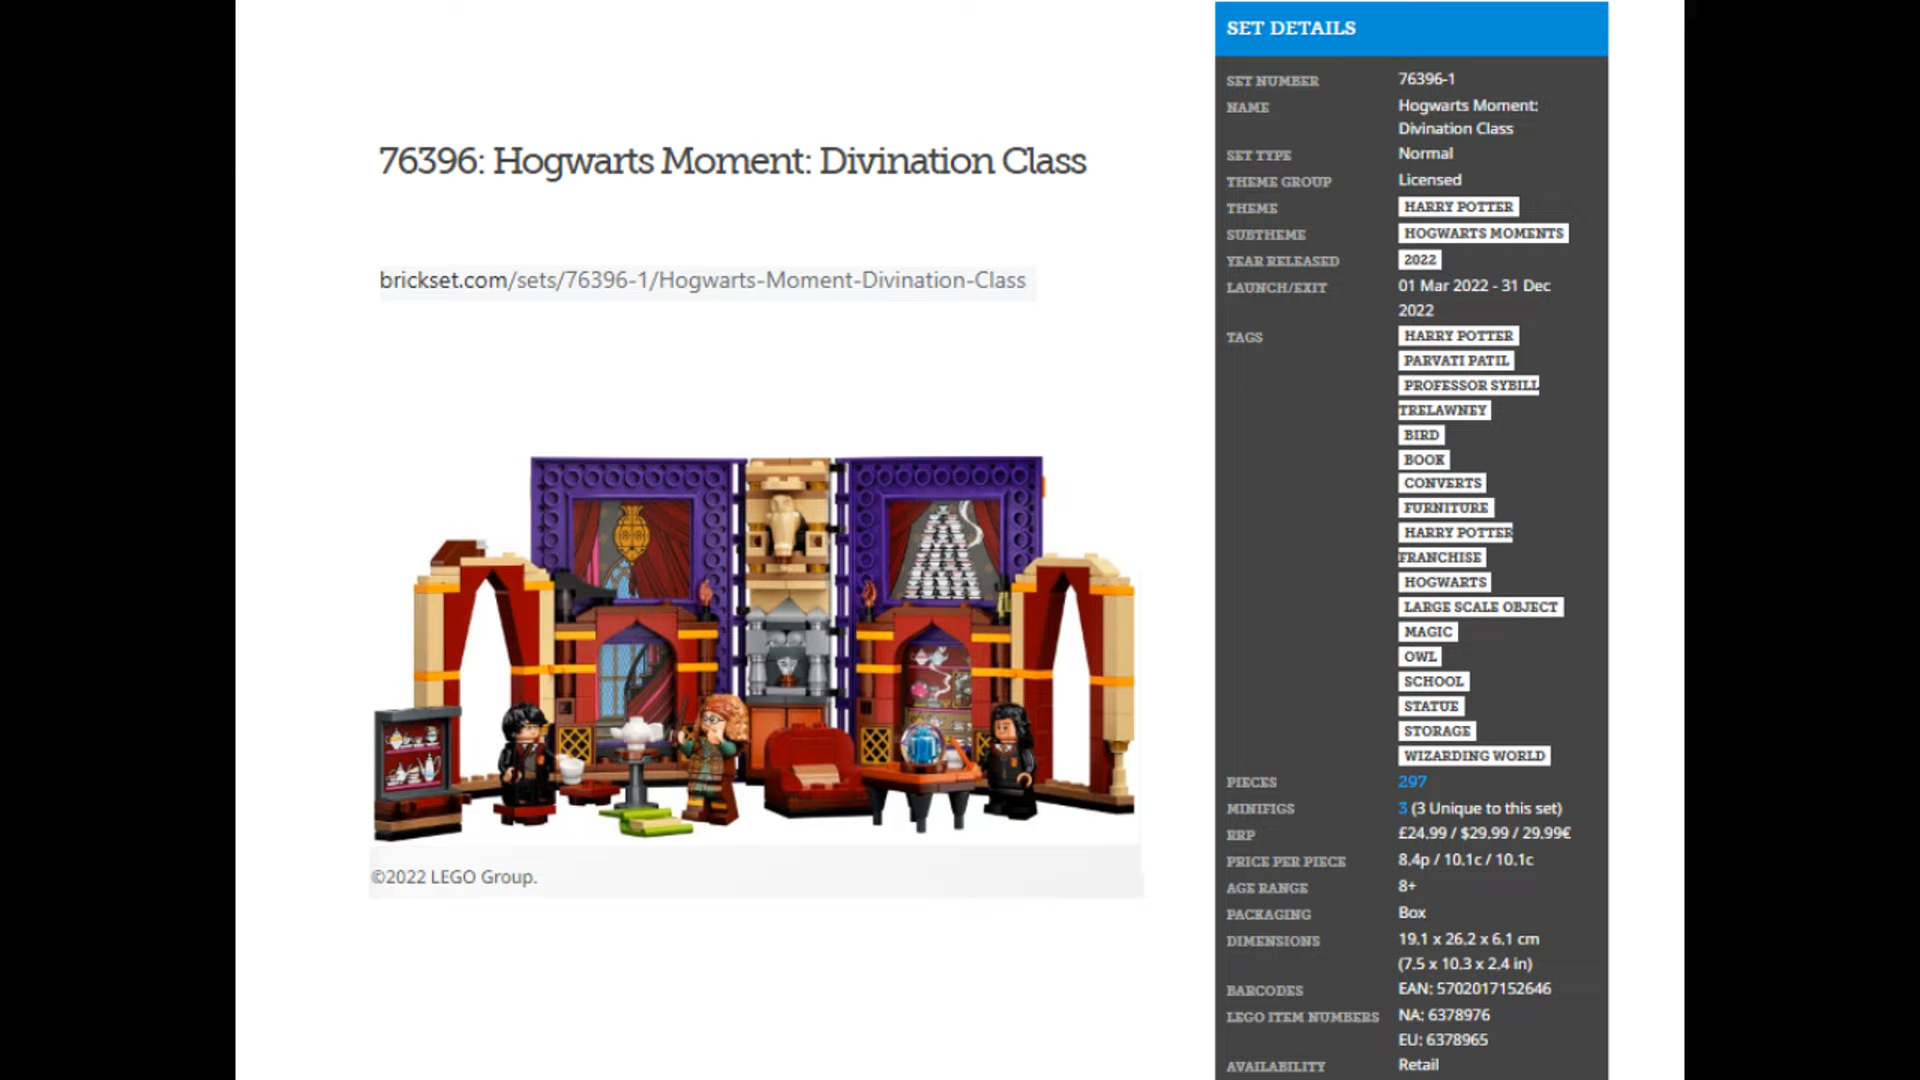 76396: Hogwarts Moment: Divination Class
brickset.com/sets/76396-1/Hogwarts-Moment-Divination-Class
©2022 LEGO Group.
SET DETAILS
SET NUMBER 76396-1
NAME Hogwarts Moment:
Divination Class
SET TYPE Normal
THEME GROUP Licensed
THEME HARRY POTTER
SUBTHEME HOGWARTS MOMENTS
YEAR RELEASED 2022
LAUNCH/EXIT 01 Mar 2022 - 31 Dec
2022
TAGS HARRY POTTER
PARVATI PATIL
PROFESSOR SYBILL
TRELAWNEY
BIRD
BOOK
CONVERTS
FURNITURE
HARRY POTTER
FRANCHISE
HOGWARTS
LARGE SCALE OBJECT
MAGIC
OWL
SCHOOL
STATUE
STORAGE
WIZARDING WORLD
PIECES 297
MINIFIGS 3 (3 Unique to this set)
RRP £24.99 / $29.99 / 29.99€
PRICE PER PIECE 8.4p / 10.1c / 10.1c
AGE RANGE 8+
PACKAGING Box
DIMENSIONS 19.1 x 26.2 x 6.1 cm
(7.5 x 10.3 x 2.4 in)
BARCODES EAN: 5702017152646
LEGO ITEM NUMBERS NA: 6378976
EU: 6378965
AVAILABILITY Retail